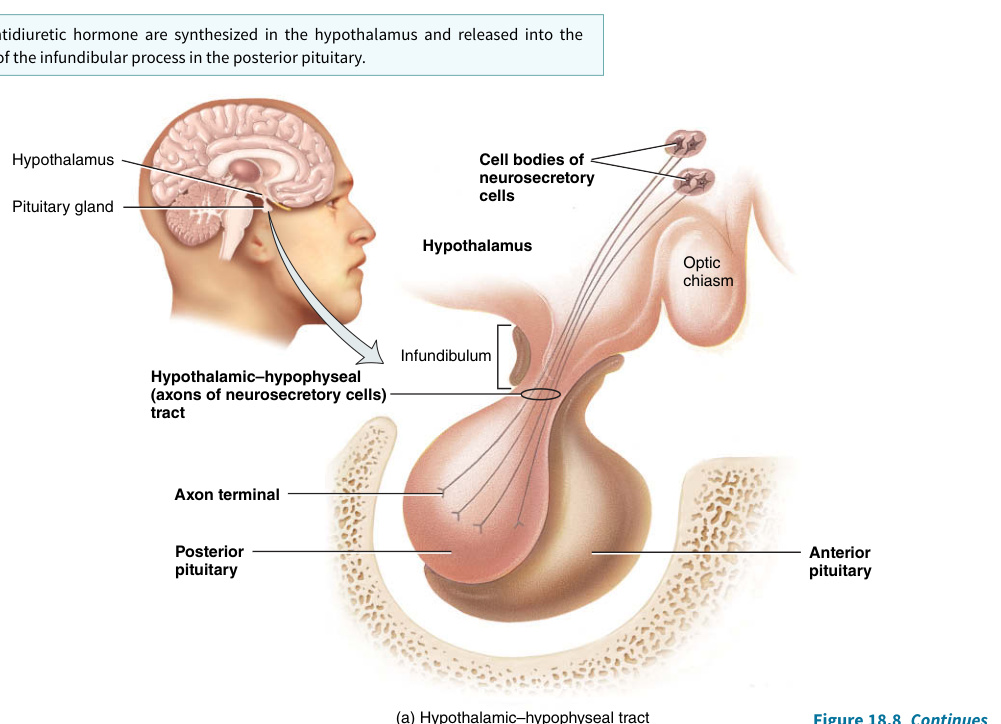 ntidiuretic hormone are synthesized in the hypothalamus and released into the
of the infundibular process in the posterior pituitary.
Hypothalamus
Pituitary gland
Cell bodies of
neurosecretory
cells
Hypothalamus
Optic
chiasm
Infundibulum
Hypothalamic–hypophyseal
(axons of neurosecretory cells)
tract
Axon terminal
Posterior
pituitary
Anterior
pituitary
(a) Hypothalamic–hypophyseal tract
Figure 18.8 Continues